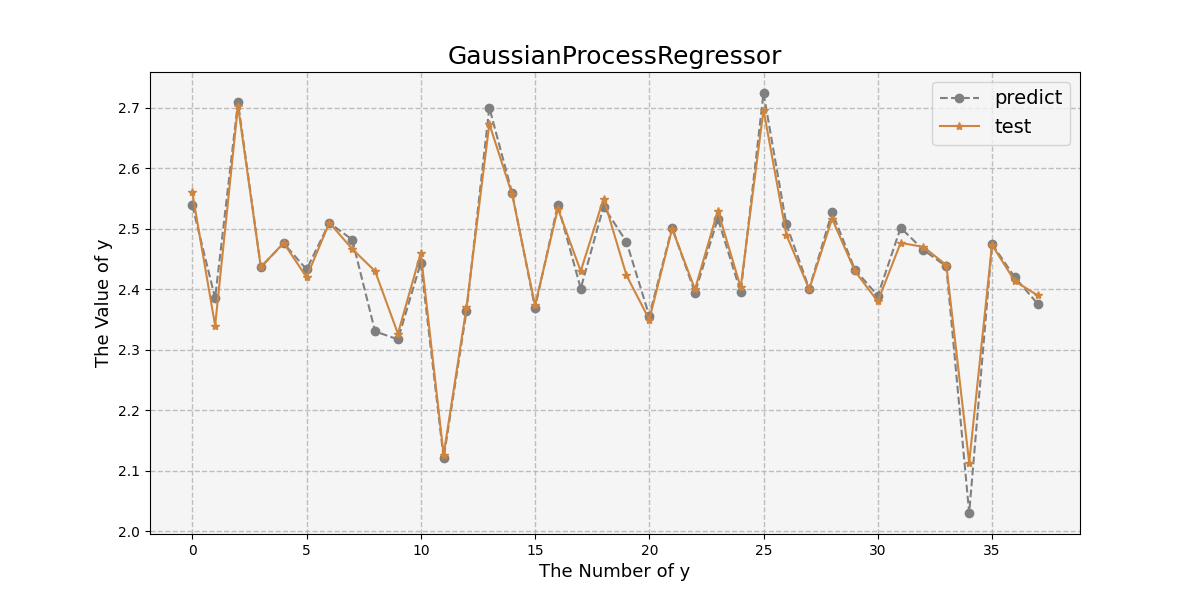 GaussianProcessRegressor
predict
test
The Value of y
2.7
2.6
2.5
2.4
2.3
2.2
2.1
2.0
0 5 10 15 20 25 30 35
The Number of y